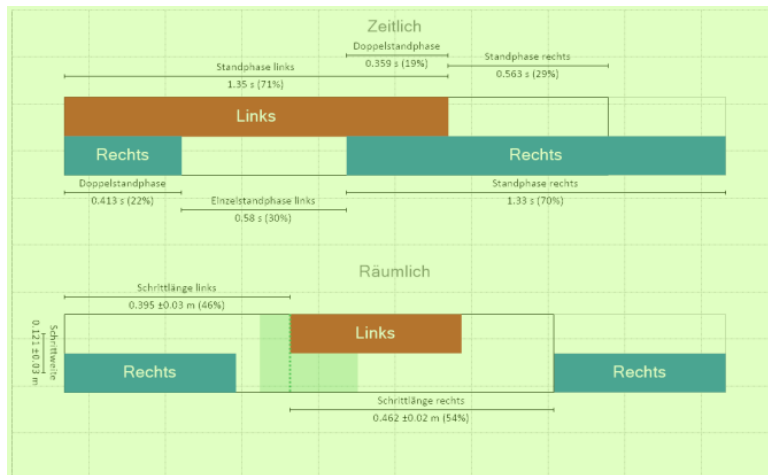 Zeitlich
Doppelstandphase
0.359 s (19%)
Standphase links
1.35 s (71%)
Standphase rechts
0.563 s (29%)
Links
Rechts
Rechts
Doppelstandphase
0.413 s (22%)
Einzelstandphase links
0.58 s (30%)
Standphase rechts
1.33 s (70%)
Räumlich
Schrittlänge links
0.395 ±0.03 m (46%)
Schrittweite
0.121 ±0.03 m
Links
Rechts
Rechts
Schrittlänge rechts
0.462 ±0.02 m (54%)